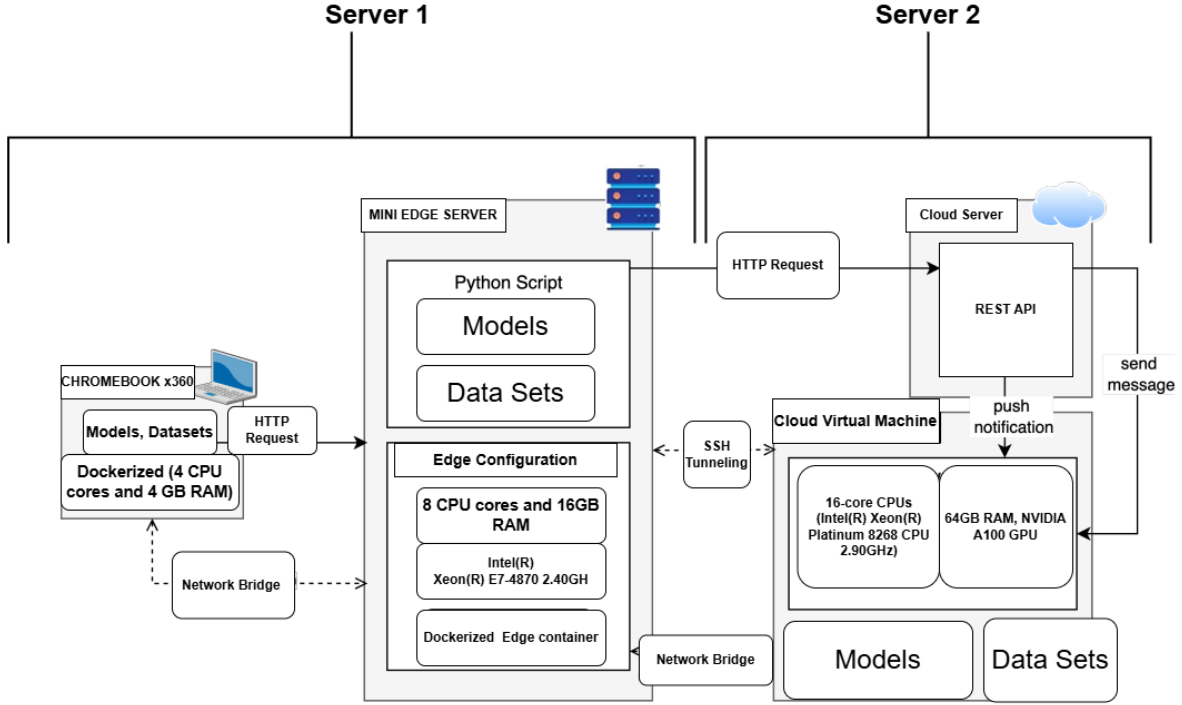 Server 1
Server 2
MINI EDGE SERVER
Cloud Server
HTTP Request
Python Script
Models
Data Sets
REST API
send
message
CHROMEBOOK x360
Models, Datasets
HTTP
Request
Dockerized (4 CPU
cores and 4 GB RAM)
push
notification
Cloud Virtual Machine
SSH
Tunneling
Edge Configuration
8 CPU cores and 16GB
RAM
Intel(R)
Xeon(R) E7-4870 2.40GH
Dockerized Edge container
16-core CPUs
(Intel(R) Xeon(R)
Platinum 8268 CPU
2.90GHz)
64GB RAM, NVIDIA
A100 GPU
Network Bridge
Network Bridge
Models
Data Sets